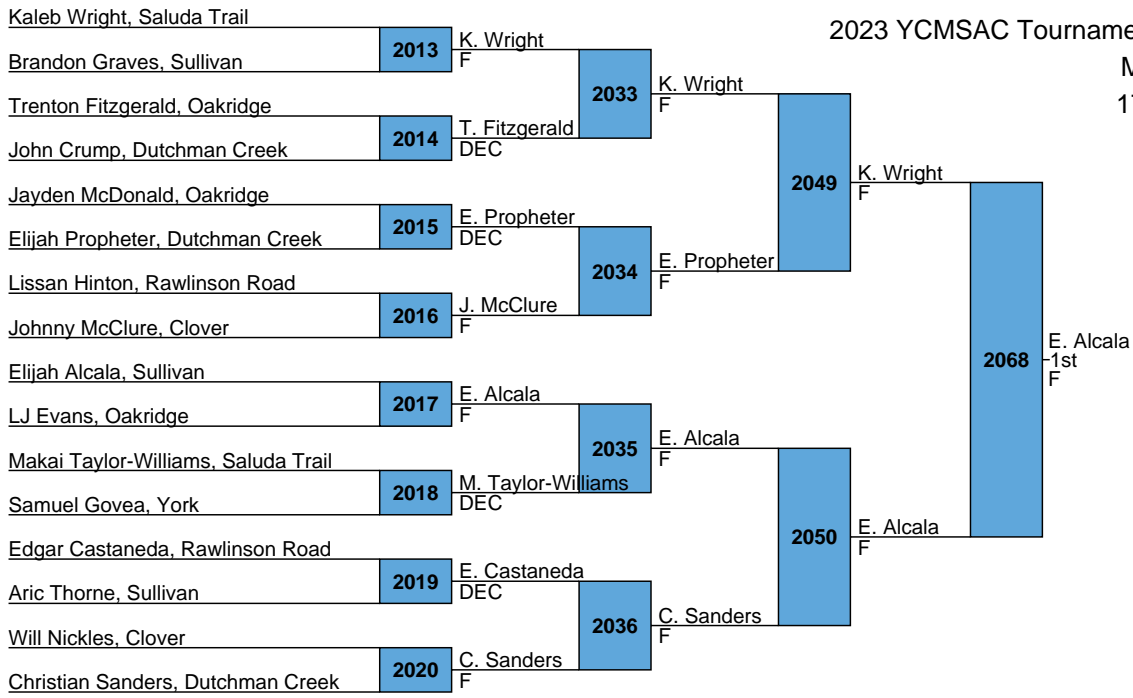 Kaleb Wright, Saluda Trail
Brandon Graves, Sullivan
Trenton Fitzgerald, Oakridge
John Crump, Dutchman Creek
Jayden McDonald, Oakridge
Elijah Propheter, Dutchman Creek
Lissan Hinton, Rawlinson Road
Johnny McClure, Clover
Elijah Alcala, Sullivan
LJ Evans, Oakridge
Makai Taylor-Williams, Saluda Trail
Samuel Govea, York
Edgar Castaneda, Rawlinson Road
Aric Thorne, Sullivan
Will Nickles, Clover
Christian Sanders, Dutchman Creek
2013
2014
2015
2016
2017
2018
2019
2020
K. Wright
F
T. Fitzgerald
DEC
E. Propheter
DEC
J. McClure
F
E. Alcala
F
M. Taylor-Williams
DEC
E. Castaneda
DEC
C. Sanders
F
2033
2034
2035
2036
K. Wright
F
E. Propheter
F
E. Alcala
F
C. Sanders
F
2049
2050
K. Wright
F
E. Alcala
F
2068
E. Alcala
1st
F
2023 YCMSAC